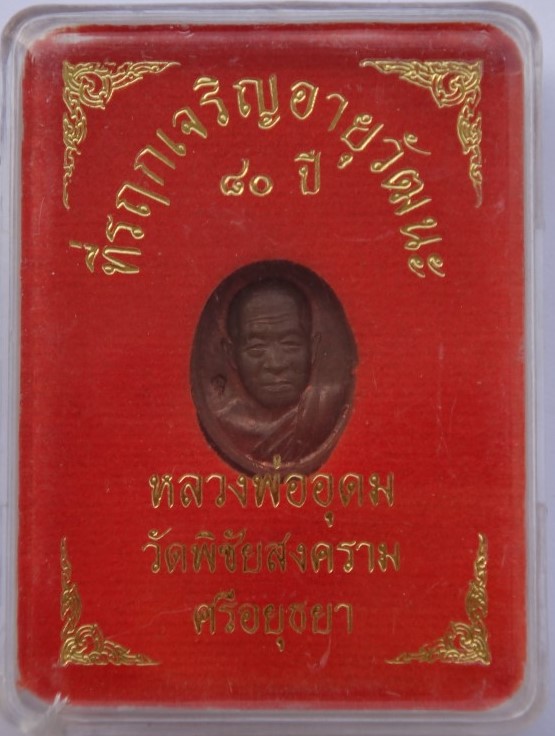 ที่รฤกเจริญอายุวัฒนะ
๘๐ ปี
หลวงพ่ออุดม
วัดพิชัยสงคราม
ศรีอยุธยา